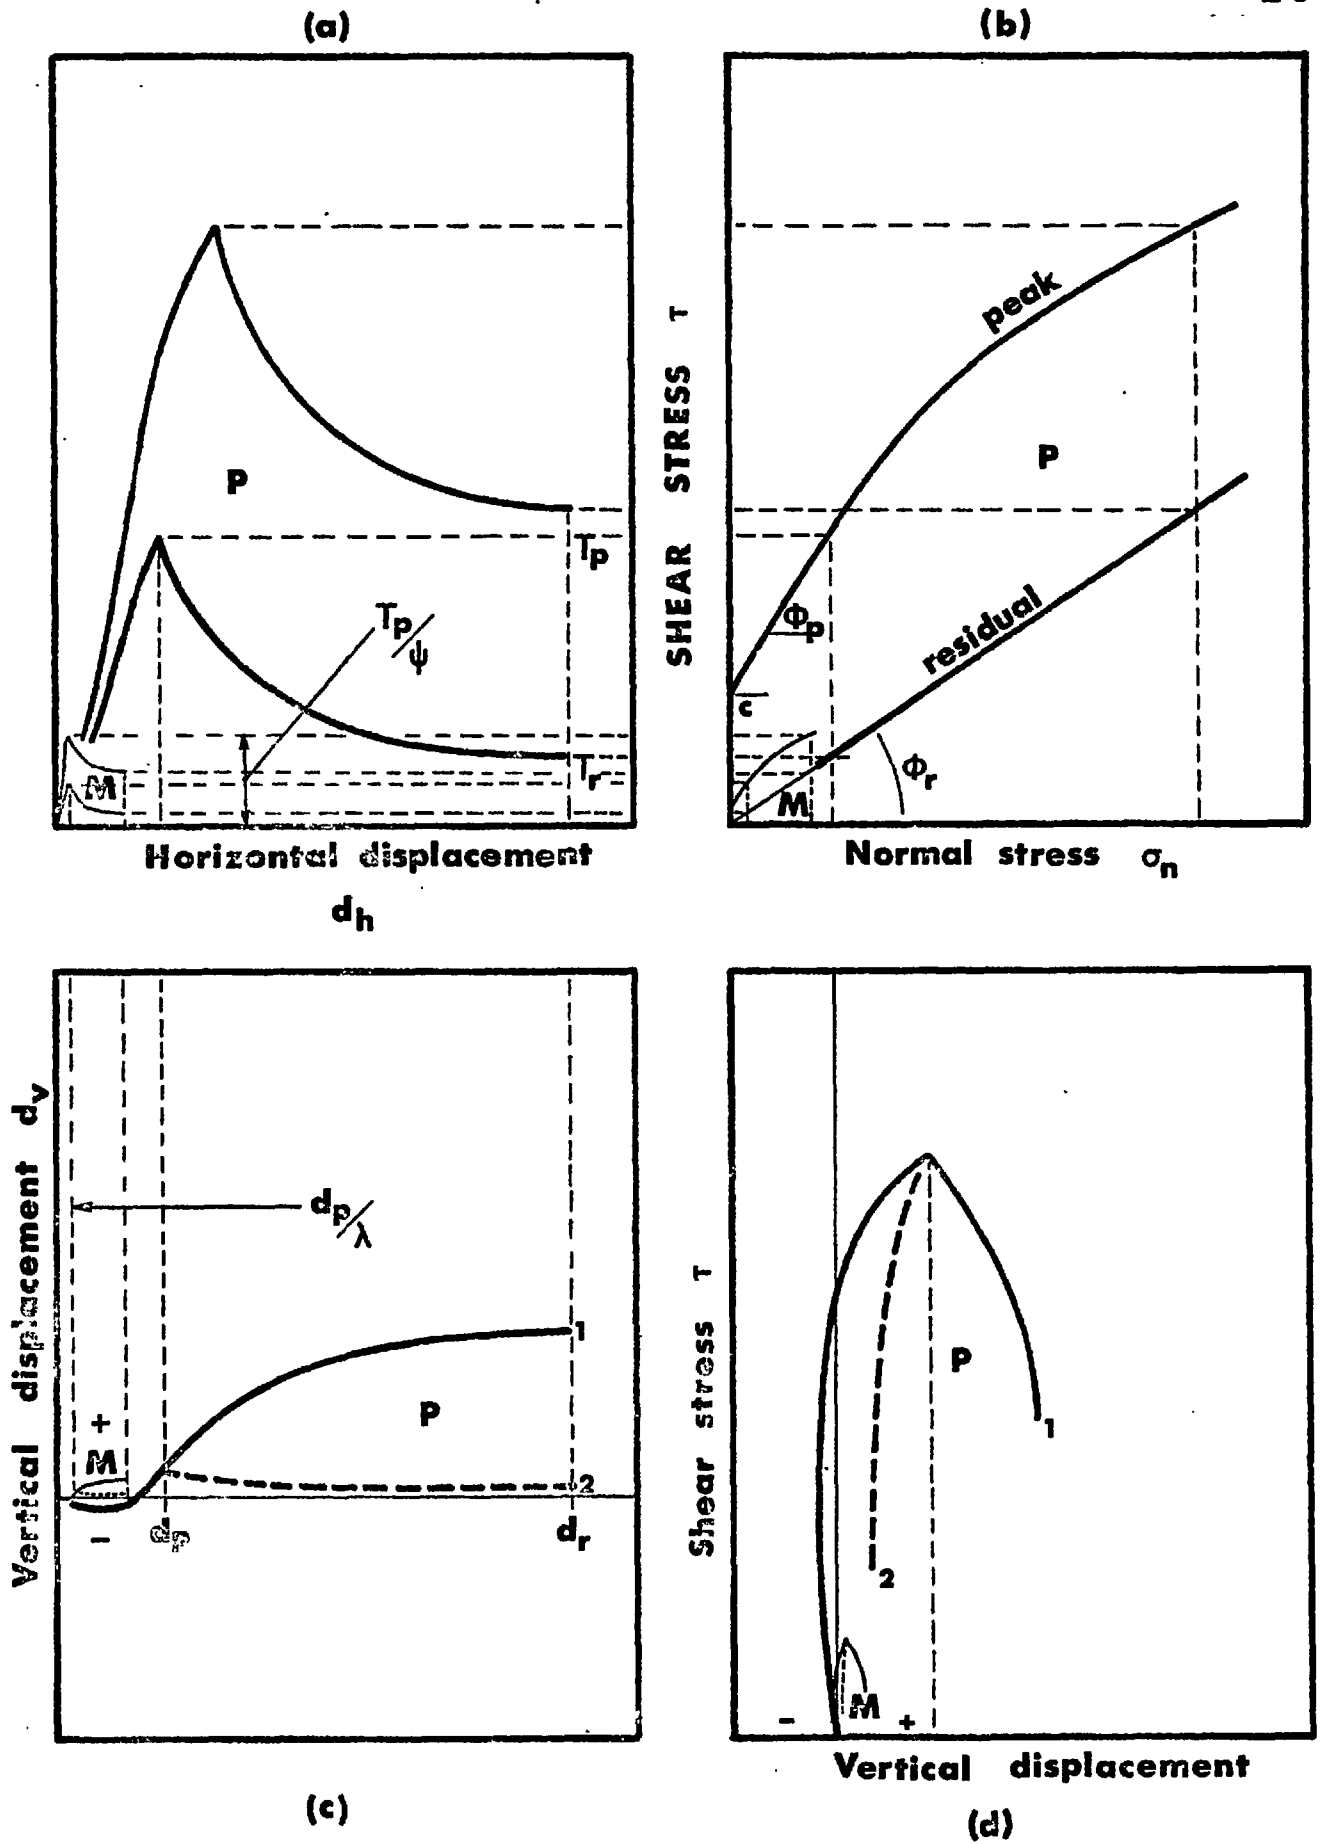 (a)
P
Tp
Tp/ψ
Tr
M
Horizontal displacement
dh
(b)
SHEAR STRESS τ
peak
P
Φp
residual
c
Φr
M
Normal stress σn
Vertical displacement dv
dp/λ
1
P
+
M
2
−
dp
dr
(c)
Shear stress τ
P
1
2
M
−
+
Vertical displacement
(d)